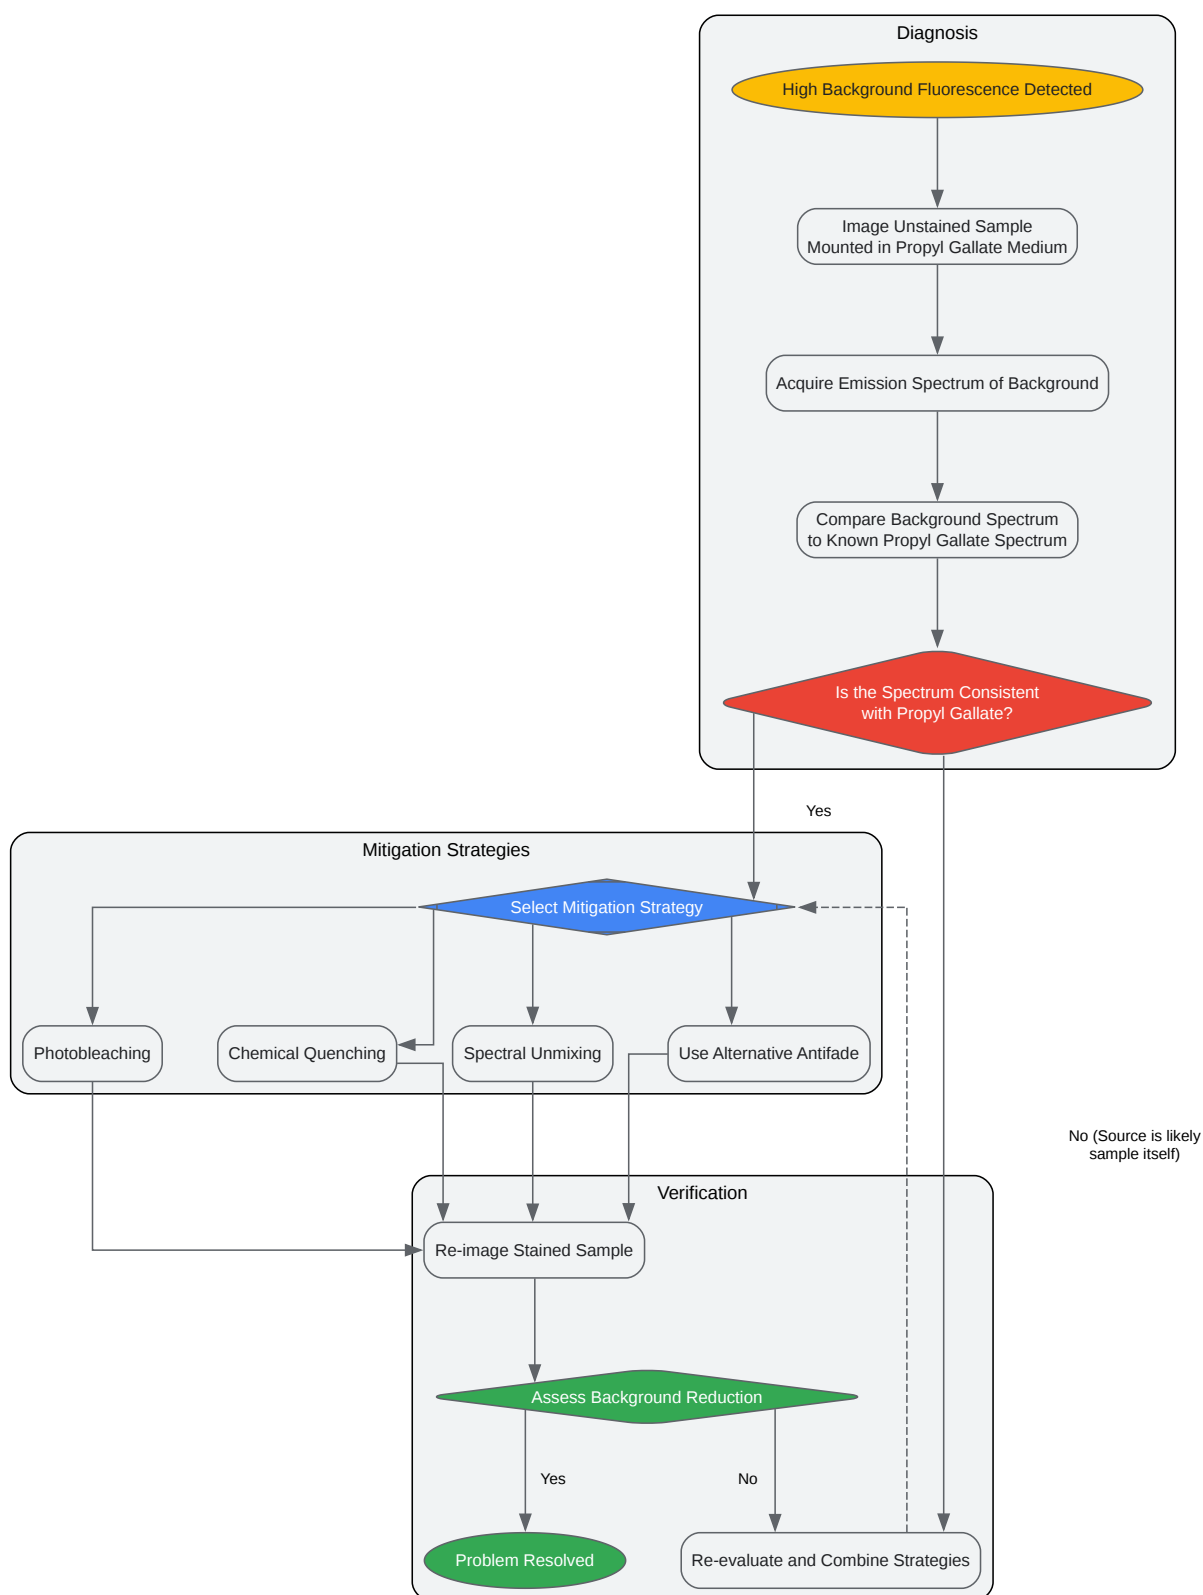 Diagnosis
High Background Fluorescence Detected
Image Unstained Sample
Mounted in Propyl Gallate Medium
Acquire Emission Spectrum of Background
Compare Background Spectrum
to Known Propyl Gallate Spectrum
Is the Spectrum Consistent
with Propyl Gallate?
Yes
Mitigation Strategies
Select Mitigation Strategy
Photobleaching
Chemical Quenching
Spectral Unmixing
Use Alternative Antifade
No (Source is likely
sample itself)
Verification
Re-image Stained Sample
Assess Background Reduction
Yes
No
Problem Resolved
Re-evaluate and Combine Strategies